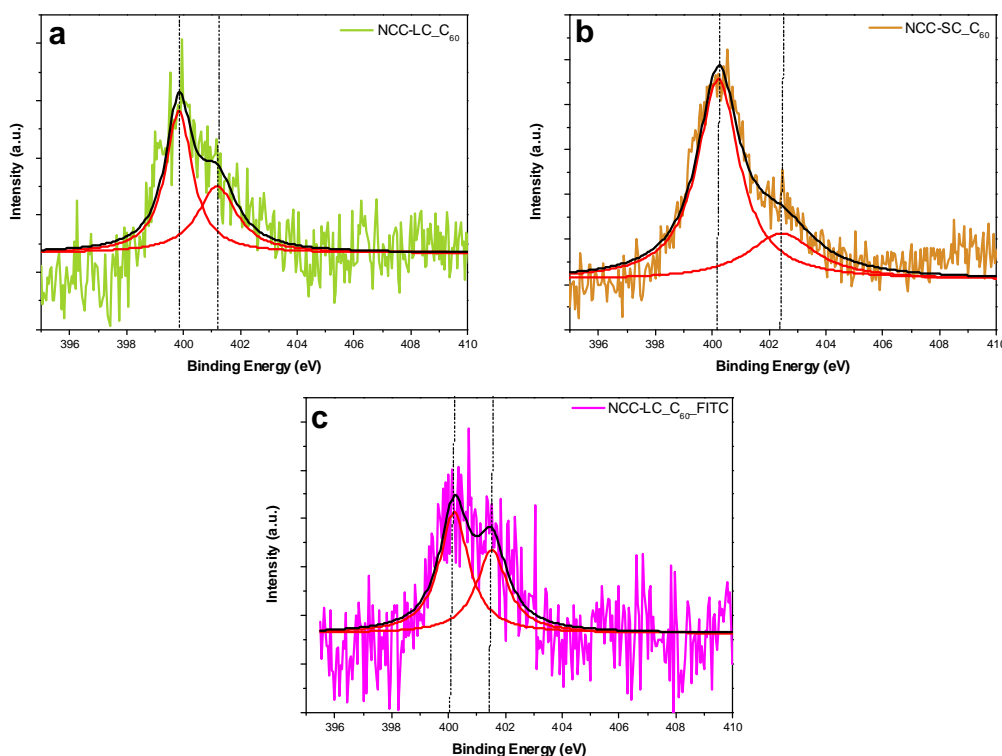 a
NCC-LC_C60
Intensity (a.u.)
396 398 400 402 404 406 408 410
Binding Energy (eV)
b
NCC-SC_C60
Intensity (a.u.)
396 398 400 402 404 406 408 410
Binding Energy (eV)
c
NCC-LC_C60_FITC
Intensity (a.u.)
396 398 400 402 404 406 408 410
Binding Energy (eV)